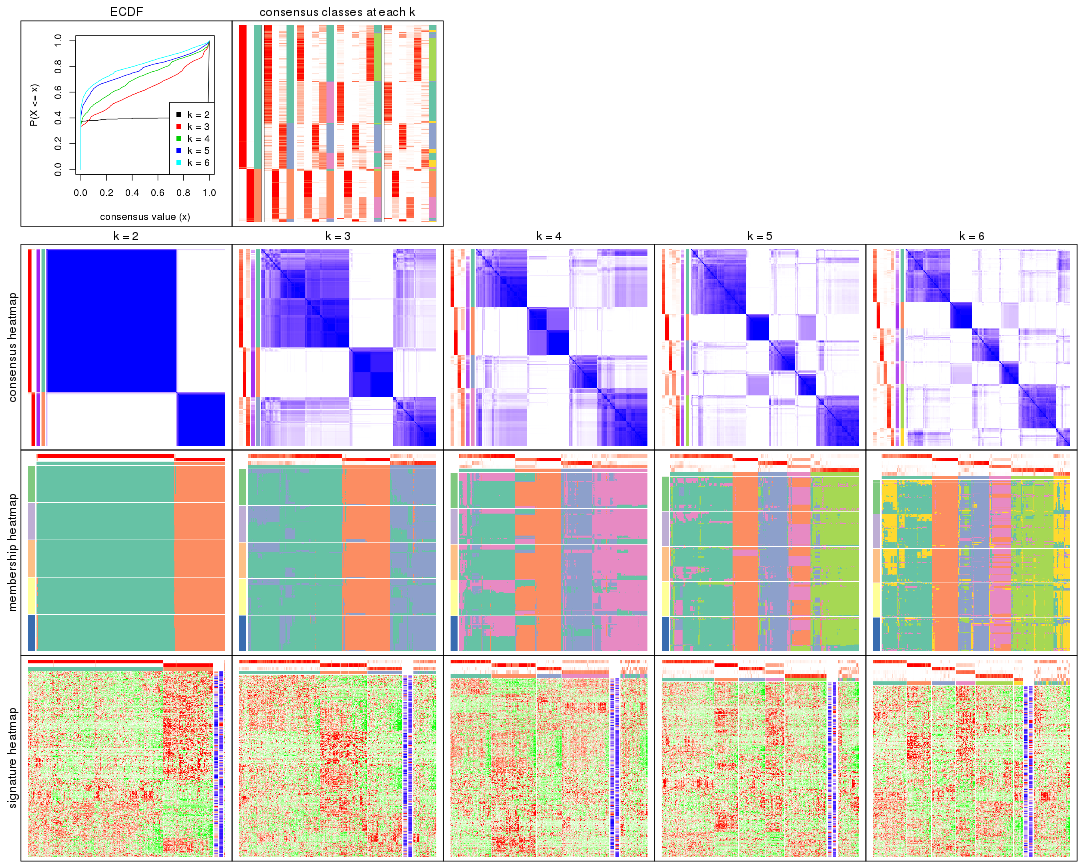 ECDF
consensus classes at each k
P(X <= x)
0.0 0.2 0.4 0.6 0.8 1.0
k = 2
k = 3
k = 4
k = 5
k = 6
0.0 0.2 0.4 0.6 0.8 1.0
consensus value (x)
k = 2
k = 3
k = 4
k = 5
k = 6
consensus heatmap
membership heatmap
signature heatmap